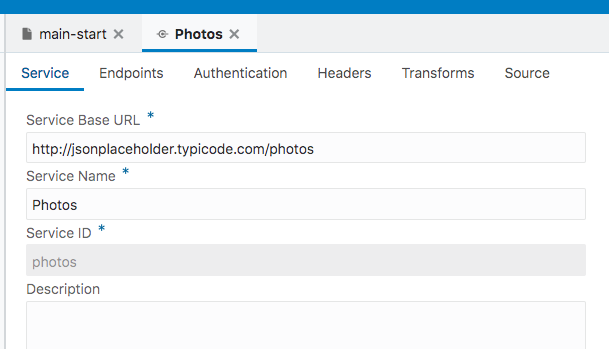 main-start Photos
Service Endpoints Authentication Headers Transforms Source
Service Base URL *
http://jsonplaceholder.typicode.com/photos
Service Name *
Photos
Service ID *
photos
Description